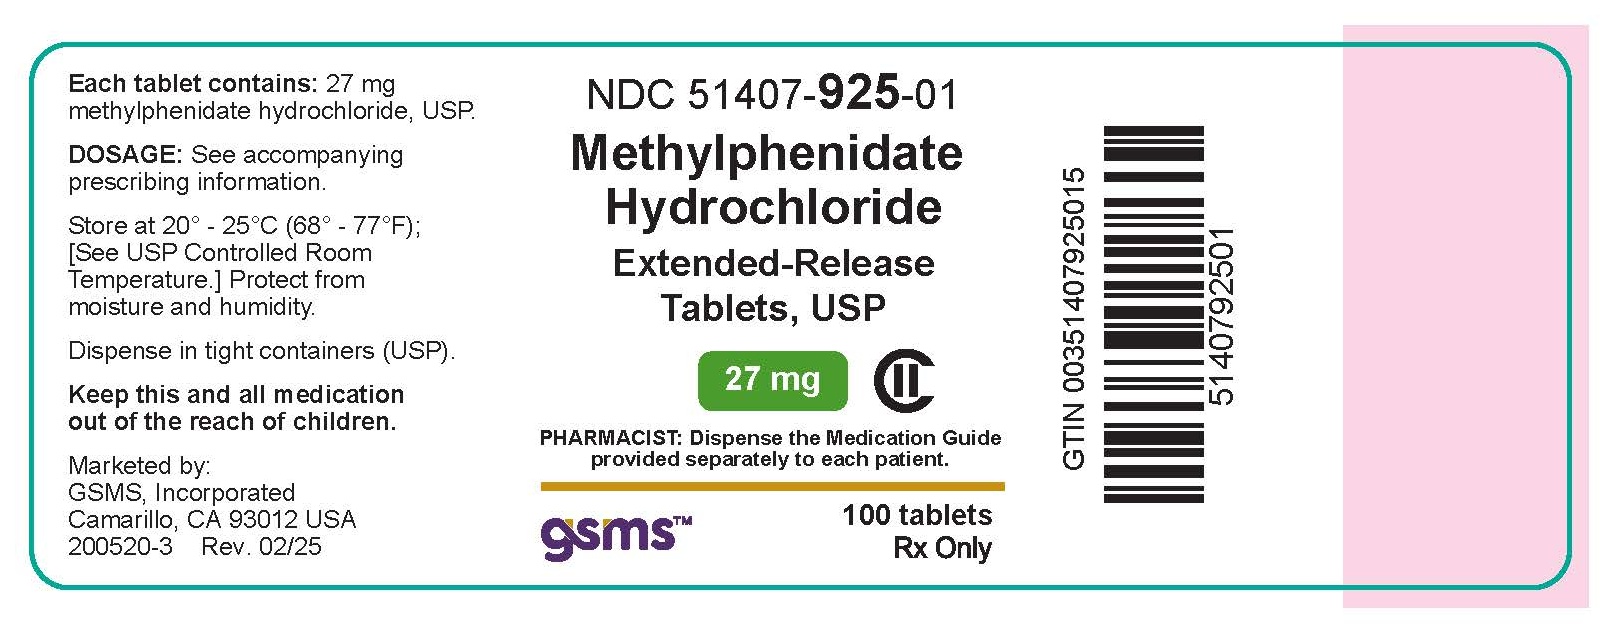 Each tablet contains: 27 mg
methylphenidate hydrochloride, USP.
DOSAGE: See accompanying
prescribing information.
Store at 20° - 25°C (68° - 77°F);
[See USP Controlled Room
Temperature.] Protect from
moisture and humidity.
Dispense in tight containers (USP).
Keep this and all medication
out of the reach of children.
Marketed by:
GSMS, Incorporated
Camarillo, CA 93012 USA
200520-3 Rev. 02/25
NDC 51407-925-01
Methylphenidate
Hydrochloride
Extended-Release
Tablets, USP
27 mg
CII
PHARMACIST: Dispense the Medication Guide
provided separately to each patient.
gsms™
100 tablets
Rx Only
GTIN 00351407925015
5140792501